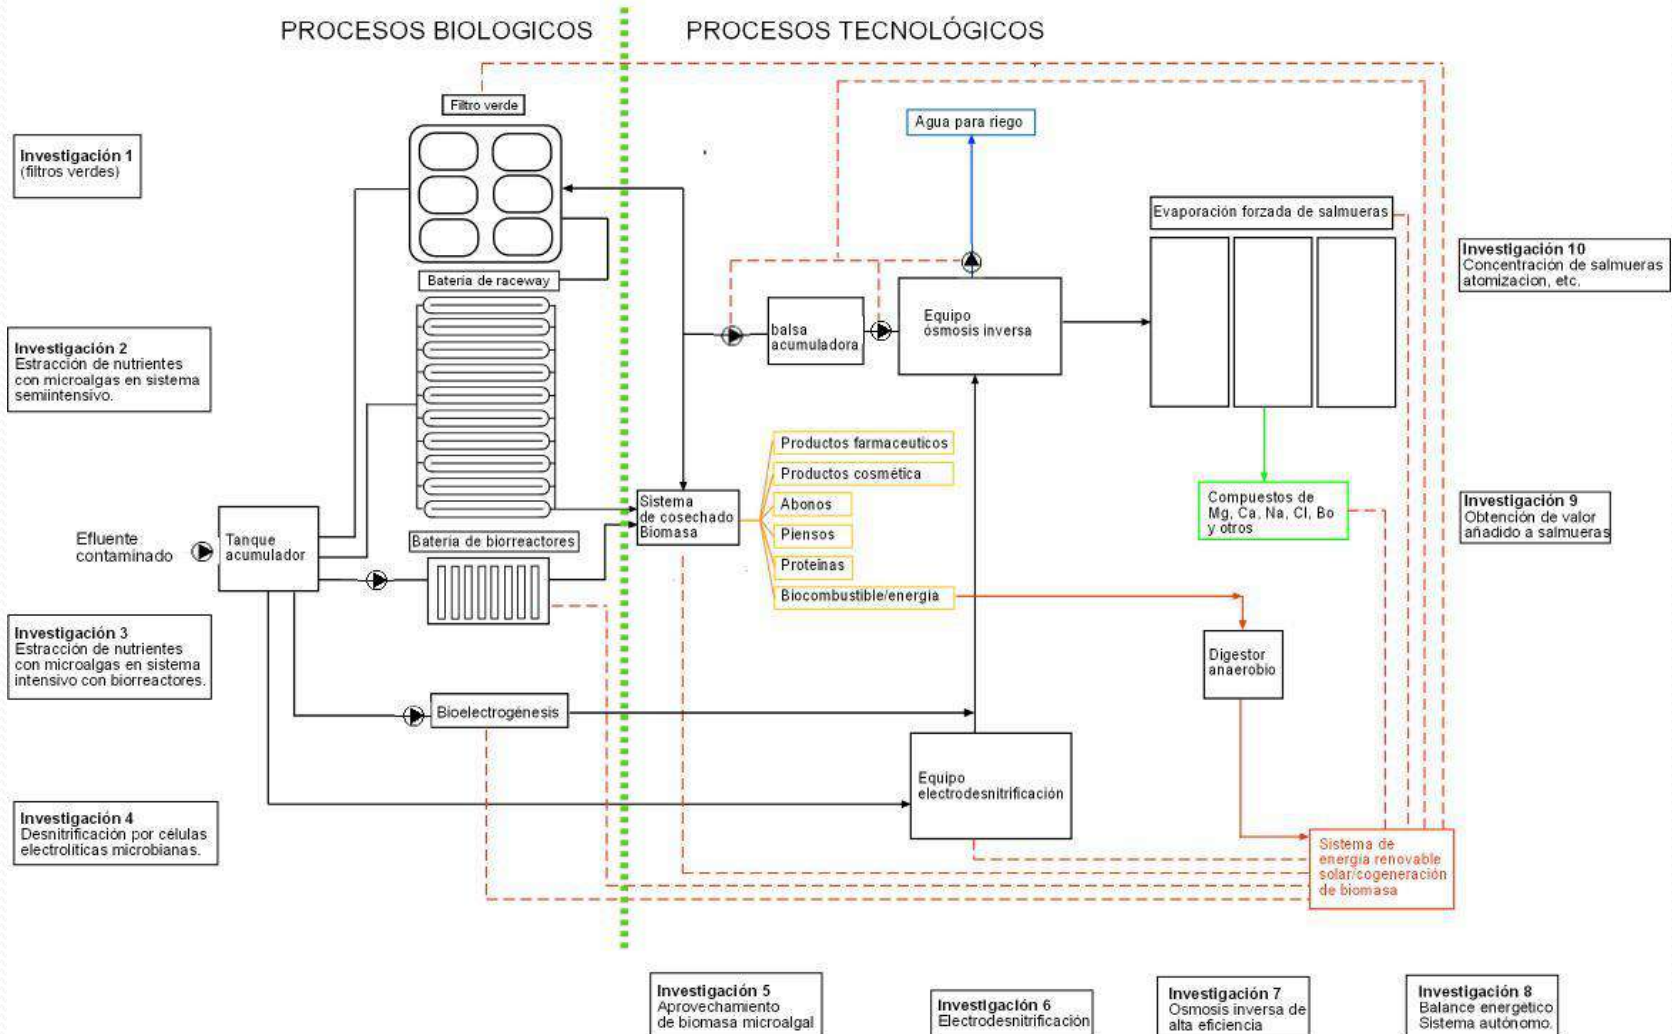 PROCESOS BIOLOGICOS
PROCESOS TECNOLÓGICOS
Filtro verde
Agua para riego
Investigación 1
(filtros verdes)
Evaporación forzada de salmueras
Investigación 10
Concentración de salmueras
atomizacion, etc.
Batería de raceway
Equipo
ósmosis inversa
balsa
acumuladora
Investigación 2
Estracción de nutrientes
con microalgas en sistema
semiintensivo.
Productos farmaceuticos
Productos cosmética
Abonos
Piensos
Proteinas
Biocombustible/energía
Sistema
de cosechado
Biomasa
Compuestos de
Mg, Ca, Na, Cl, Bo
y otros
Investigación 9
Obtención de valor
añadido a salmueras
Efluente
contaminado
Tanque
acumulador
Batería de biorreactores
Investigación 3
Estracción de nutrientes
con microalgas en sistema
intensivo con biorreactores.
Digestor
anaerobio
Bioelectrogénesis
Equipo
electrodesnitrificación
Investigación 4
Desnitrificación por células
electrolíticas microbianas.
Sistema de
energía renovable
solar/cogeneración
de biomasa
Investigación 5
Aprovechamiento
de biomasa microalgal
Investigación 6
Electrodesnitrificación
Investigación 7
Osmosis inversa de
alta eficiencia
Investigación 8
Balance energético
Sistema autónomo.